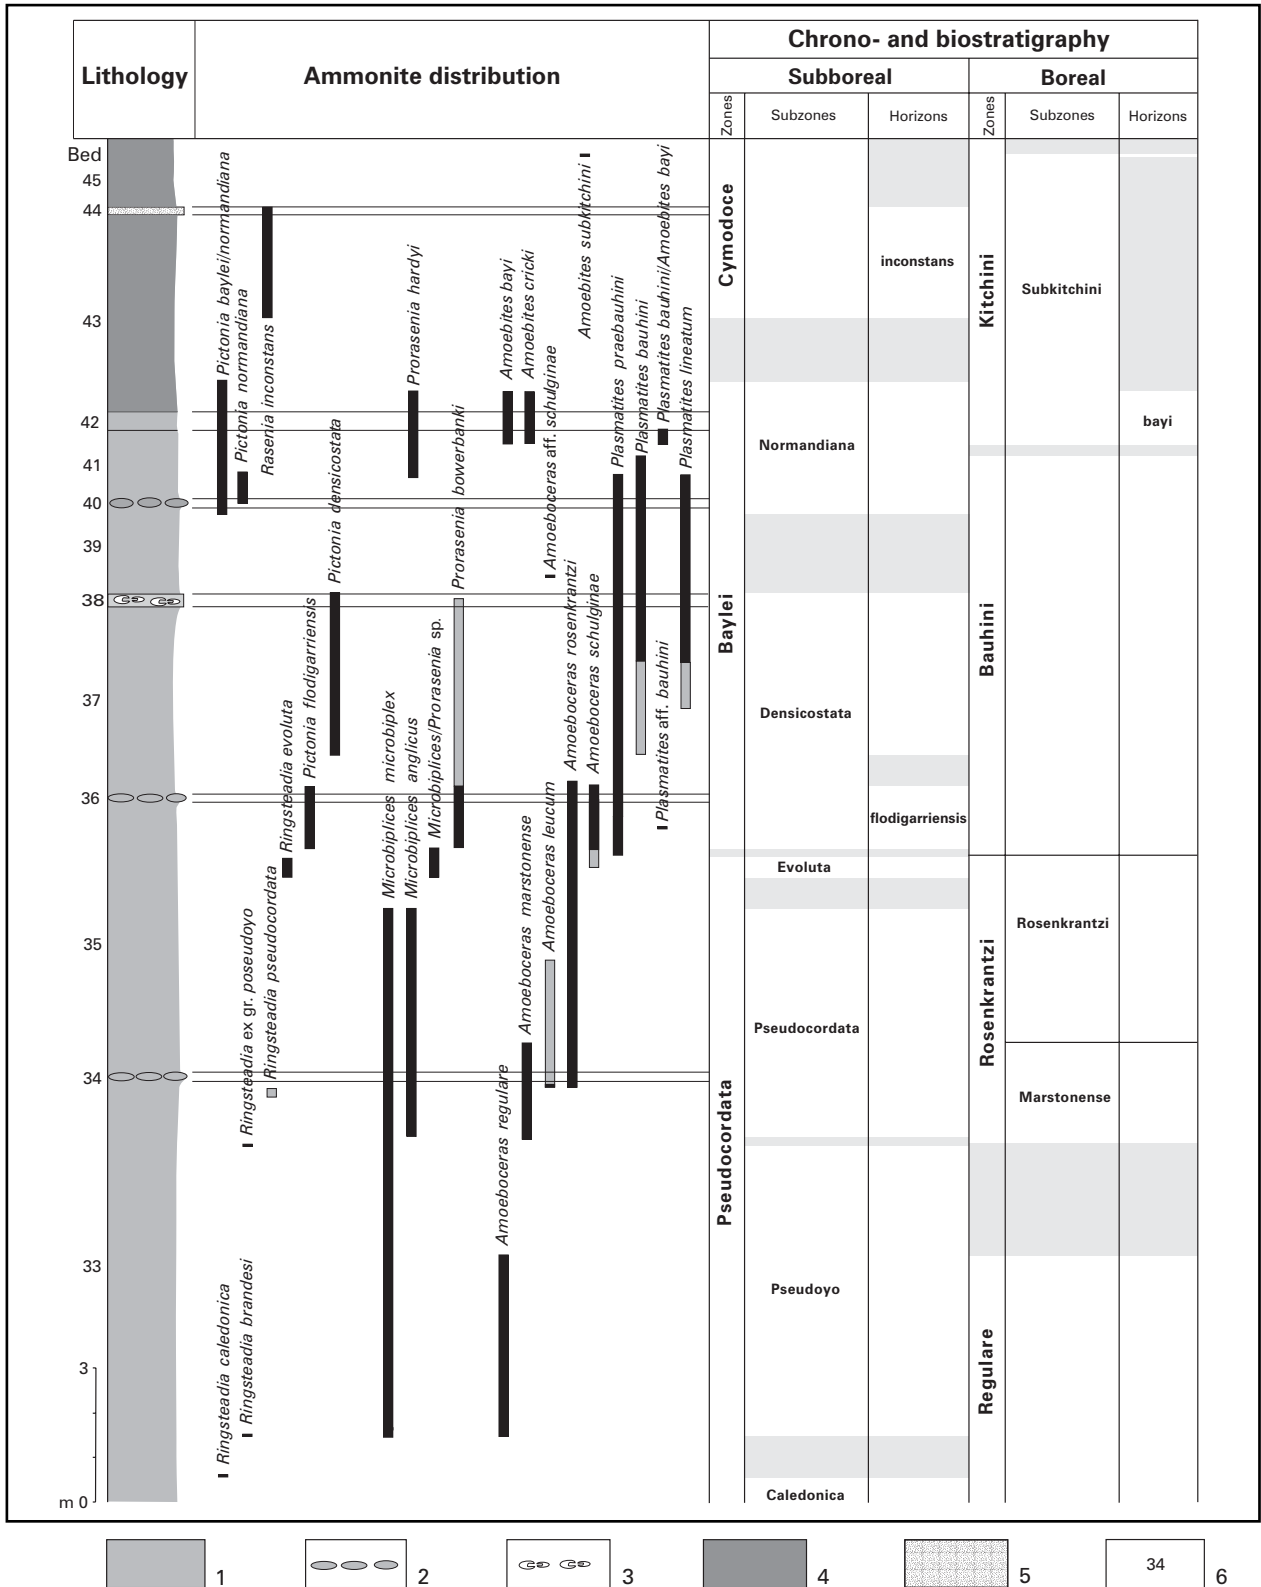 Chrono- and biostratigraphy
Lithology
Ammonite distribution
Subboreal
Boreal
Zones
Subzones
Horizons
Zones
Subzones
Horizons
Bed
45
44
43
42
41
40
39
38
37
36
35
34
33
3
m 0
Pictonia baylei/normandiana
Pictonia normandiana
Rasenia inconstans
Prorasenia hardyi
Amoebites bayi
Amoebites cricki
Amoebites subkitchini
Amoeboceras aff. schulginae
Plasmatites praebauhini
Plasmatites bauhini
Plasmatites bauhini/Amoebites bayi
Plasmatites lineatum
Pictonia densicostata
Prorasenia bowerbanki
Amoeboceras rosenkrantzi
Amoeboceras schulginae
Plasmatites aff. bauhini
Ringsteadia evoluta
Pictonia flodigarriensis
Microbiplices microbiplex
Microbiplices anglicus
Microbiplices/Prorasenia sp.
Amoeboceras marstonense
Amoeboceras leucum
Ringsteadia ex gr. poseudoyo
Ringsteadia pseudocordata
Amoeboceras regulare
Ringsteadia caledonica
Ringsteadia brandesi
Cymodoce
Baylei
Pseudocordata
Normandiana
Densicostata
Evoluta
Pseudocordata
Pseudoyo
Caledonica
inconstans
flodigarriensis
Kitchini
Bauhini
Rosenkrantzi
Regulare
Subkitchini
Rosenkrantzi
Marstonense
bayi
1
2
3
4
5
34
6